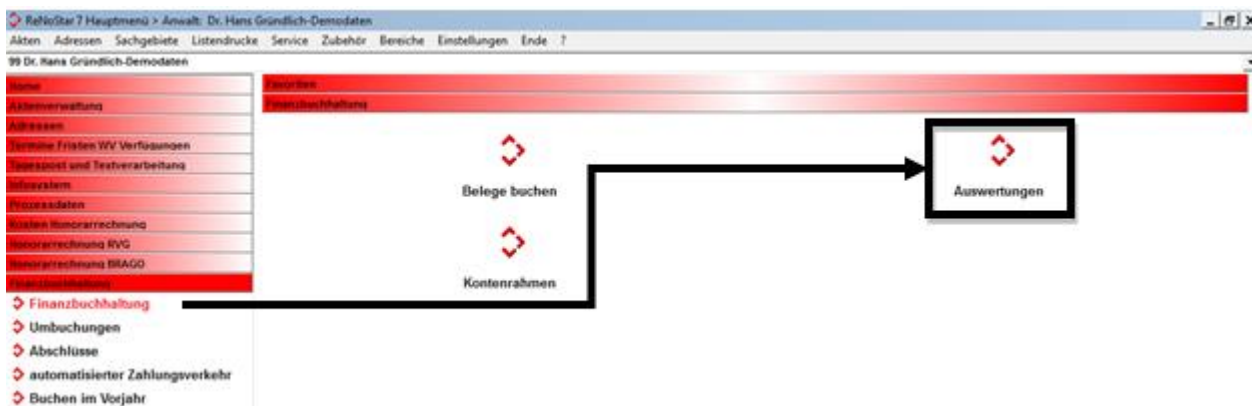 ReNoStar 7 Hauptmenü > Anwalt: Dr. Hans Gründlich-Demodaten
Akten Adressen Sachgebiete Listendrucke Service Zubehör Bereiche Einstellungen Ende ?
99 Dr. Hans Gründlich-Demodaten
Home
Aktenverwaltung
Adressen
Termine Fristen WV Verfügungen
Tagespost und Textverarbeitung
Infosystem
Prozessdaten
Kosten Honorarrechnung
Honorarrechnung RVG
Honorarrechnung BRAGO
Finanzbuchhaltung
Finanzbuchhaltung
Umbuchungen
Abschlüsse
automatisierter Zahlungsverkehr
Buchen im Vorjahr
Favoriten
Finanzbuchhaltung
Belege buchen
Auswertungen
Kontenrahmen